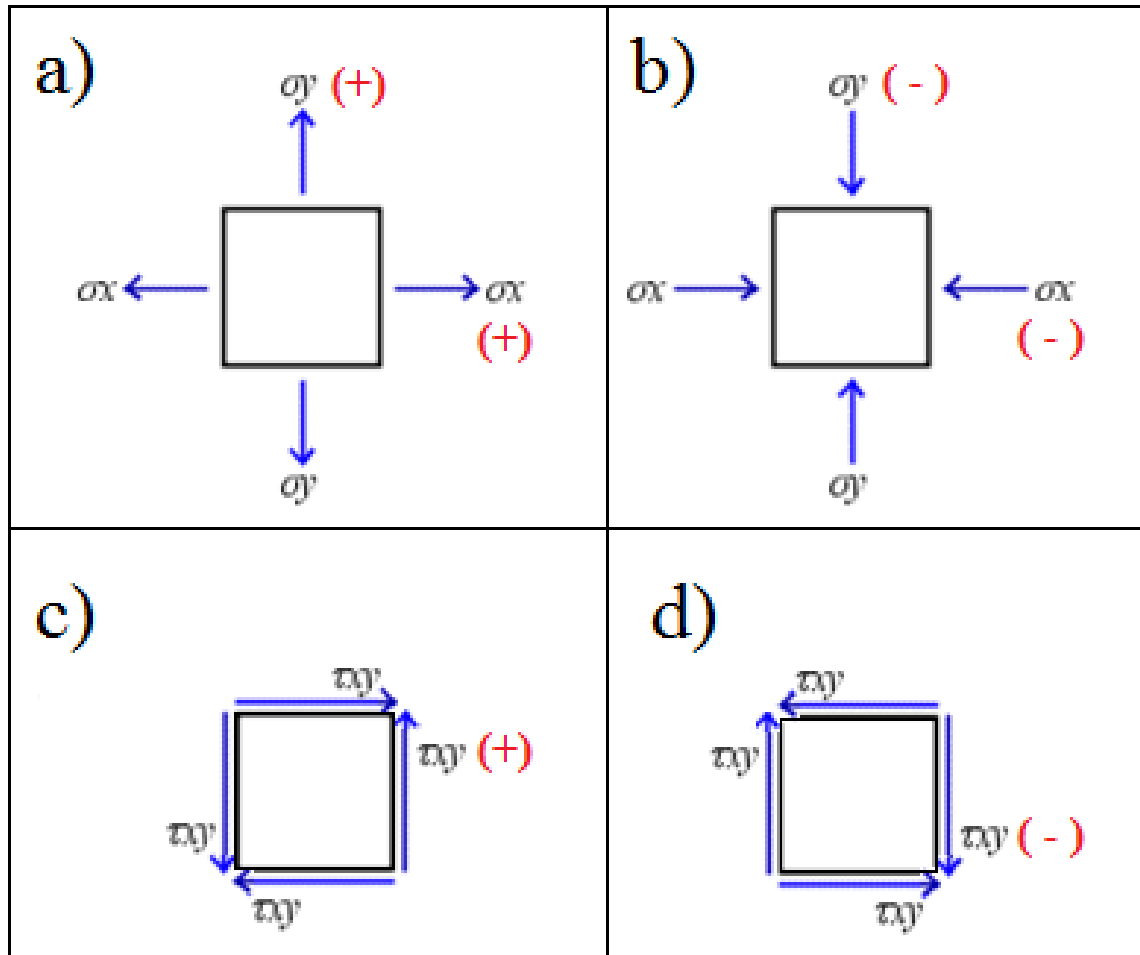 a)
σy (+)
σx
σx
(+)
σy
b)
σy ( - )
σx
σx
( - )
σy
c)
τxy
τxy (+)
τxy
τxy
d)
τxy
τxy
τxy ( - )
τxy